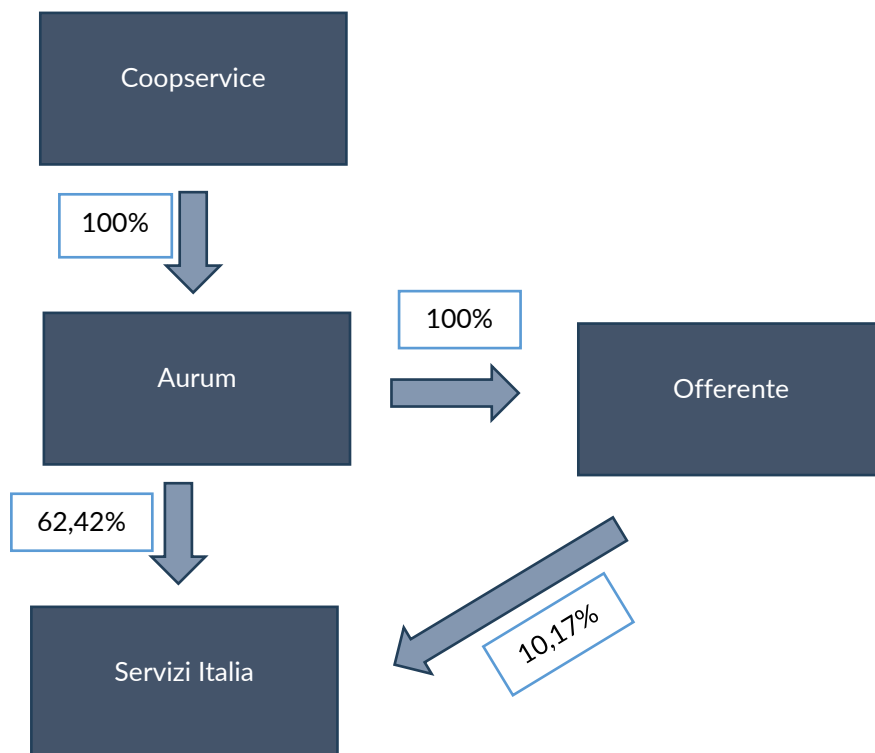 Coopservice
100%
100%
Aurum
Offerente
62,42%
10,17%
Servizi Italia